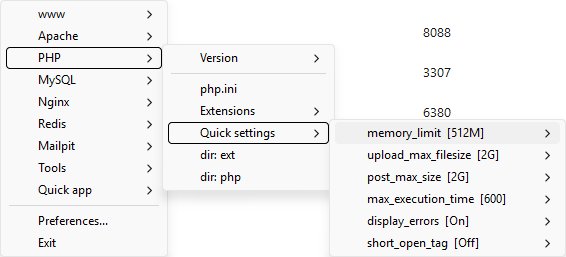 www
Apache
PHP
MySQL
Nginx
Redis
Mailpit
Tools
Quick app
Preferences...
Exit
Version
php.ini
Extensions
Quick settings
dir: ext
dir: php
8088
3307
6380
memory_limit [512M]
upload_max_filesize [2G]
post_max_size [2G]
max_execution_time [600]
display_errors [On]
short_open_tag [Off]